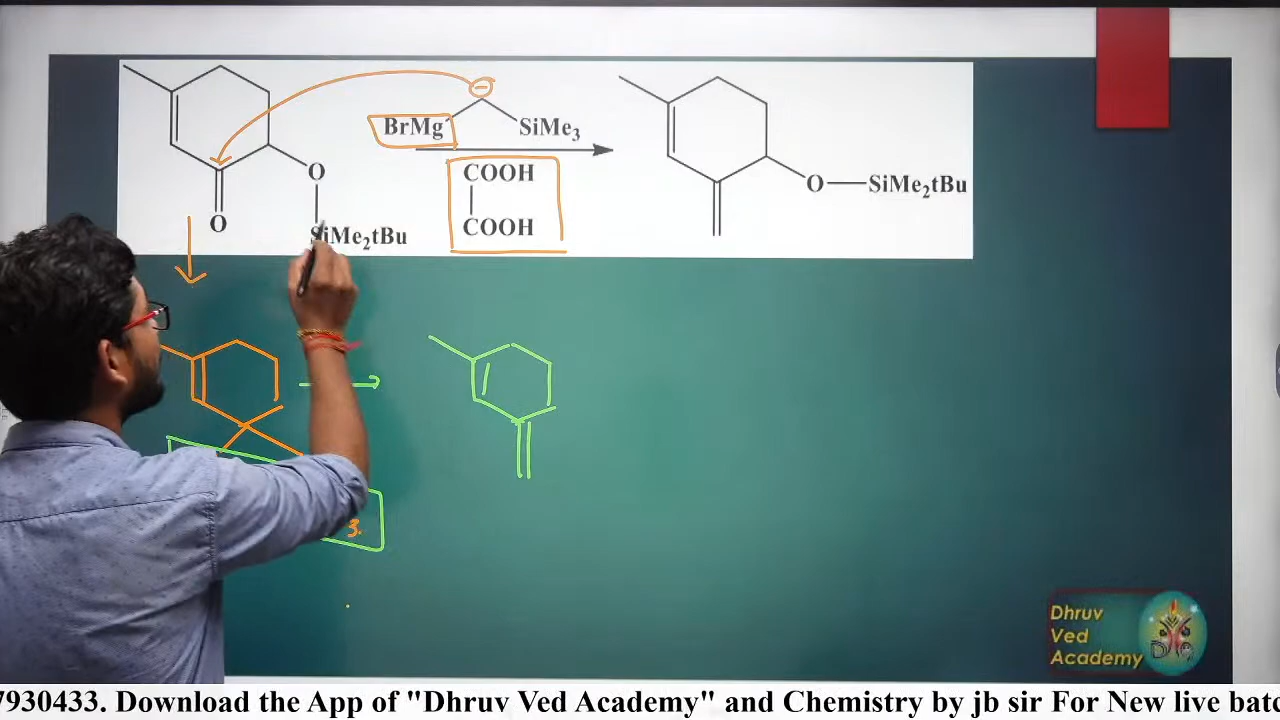 BrMg
SiMe3
COOH
COOH
O
O
SiMe2tBu
O
SiMe2tBu
3.
Dhruv
Ved
Academy
7930433. Download the App of "Dhruv Ved Academy" and Chemistry by jb sir For New live batc